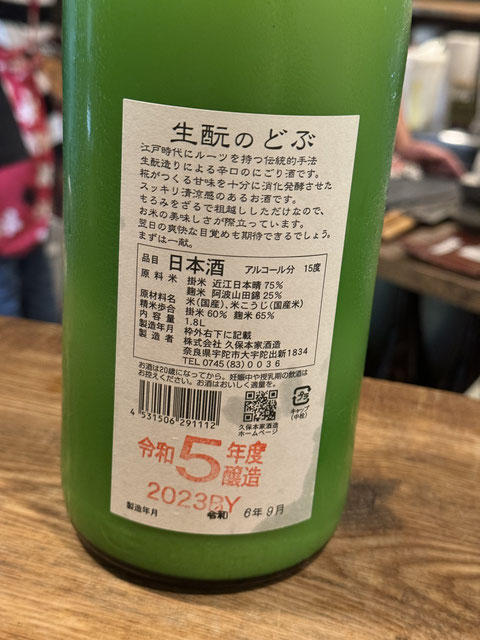 生酛のどぶ
江戸時代にルーツを持つ伝統的手法
生酛造りによる辛口のにごり酒です。
糀がつくる甘味を十分に消化発酵させた
スッキリ清涼感のあるお酒です。
もろみをざるで粗越ししただけなので、
お米の美味しさが際立っています。
翌日の爽快な目覚めも期待できるでしょう。
まずは一献。
品目 日本酒 アルコール分 15度
原料米 掛米 近江日本晴 75%
麹米 阿波山田錦 25%
原材料名 米(国産)、米こうじ(国産米)
精米歩合 掛米 60% 麹米 65%
内容量 1.8L
製造年月 枠外右下に記載
製造者 株式会社 久保本家酒造
奈良県宇陀市大宇陀出新1834
TEL 0745(83)0036
お酒は20歳になってから。妊娠中や授乳期の飲酒は
お控えください。お酒はおいしく適量を。
4 531506 291112
久保本家酒造
ホームページ
キャップ
(中栓)
令和5年度
醸造
2023BY
製造年月 令和 6年 9月